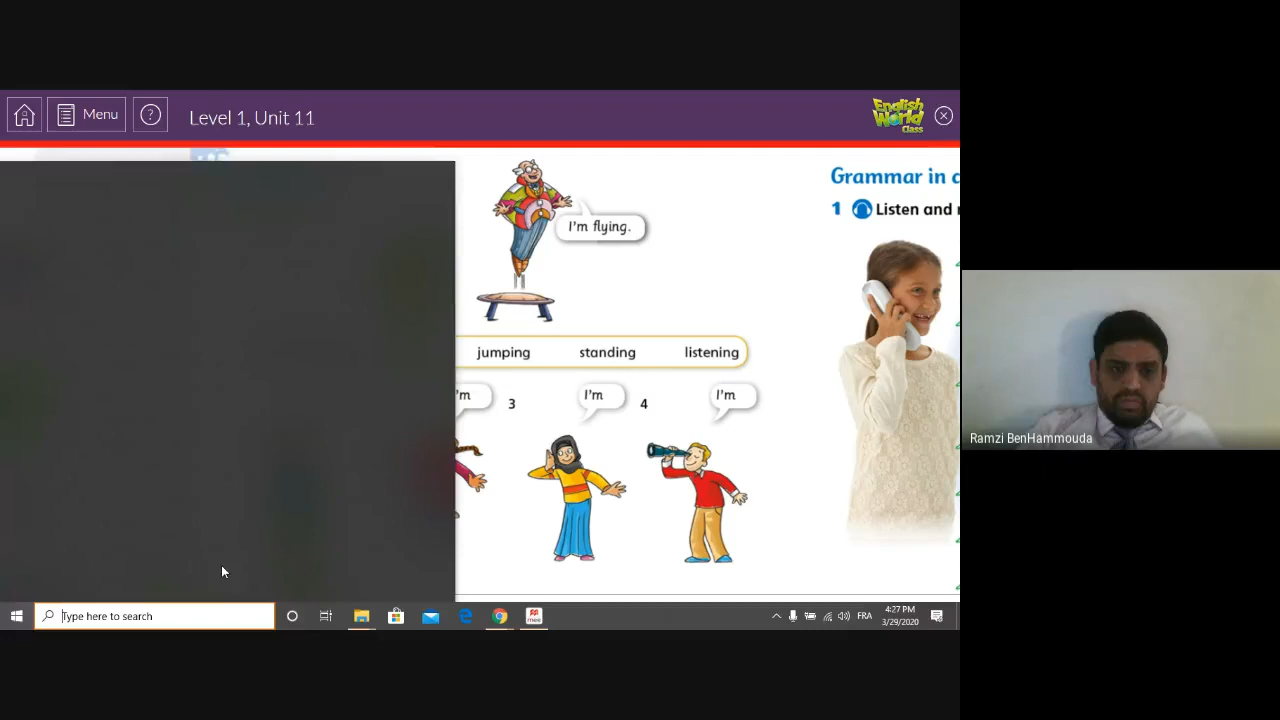 Menu
?
Level 1, Unit 11
English
World
Class
I'm flying.
Grammar in
1 Listen and
jumping standing listening
'm 3 I'm 4 I'm
Ramzi BenHammouda
Type here to search
FRA
4:27 PM
3/29/2020